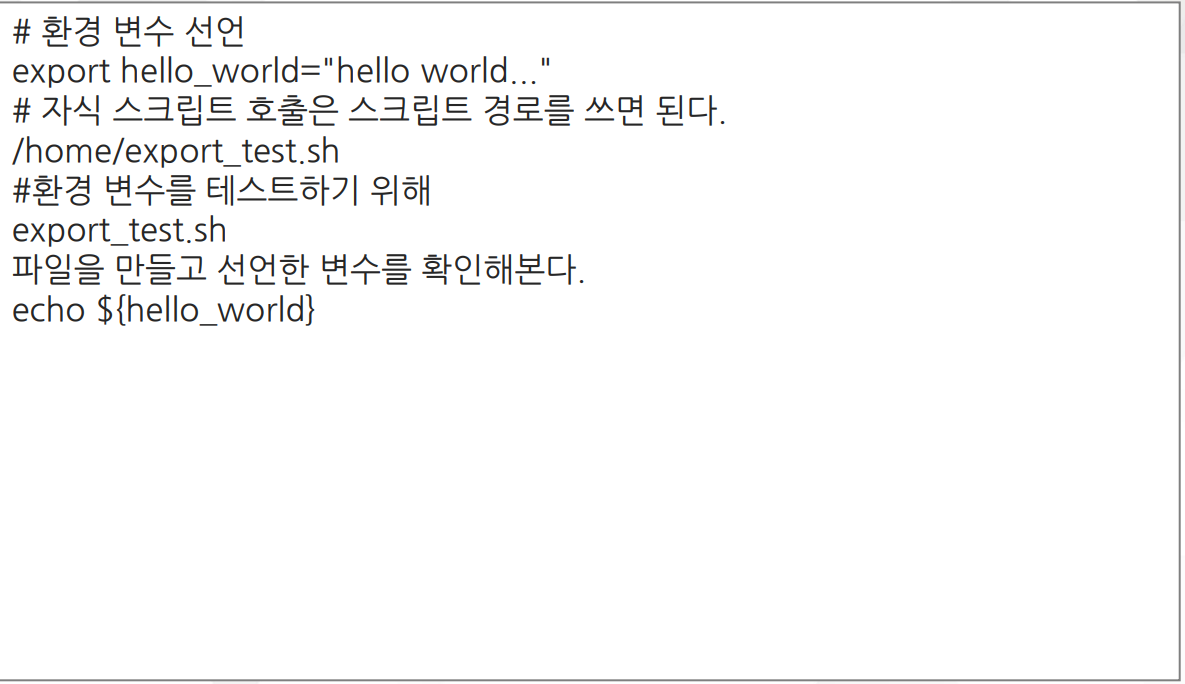 # 환경 변수 선언
export hello_world="hello world..."
# 자식 스크립트 호출은 스크립트 경로를 쓰면 된다.
/home/export_test.sh
#환경 변수를 테스트하기 위해
export_test.sh
파일을 만들고 선언한 변수를 확인해본다.
echo ${hello_world}